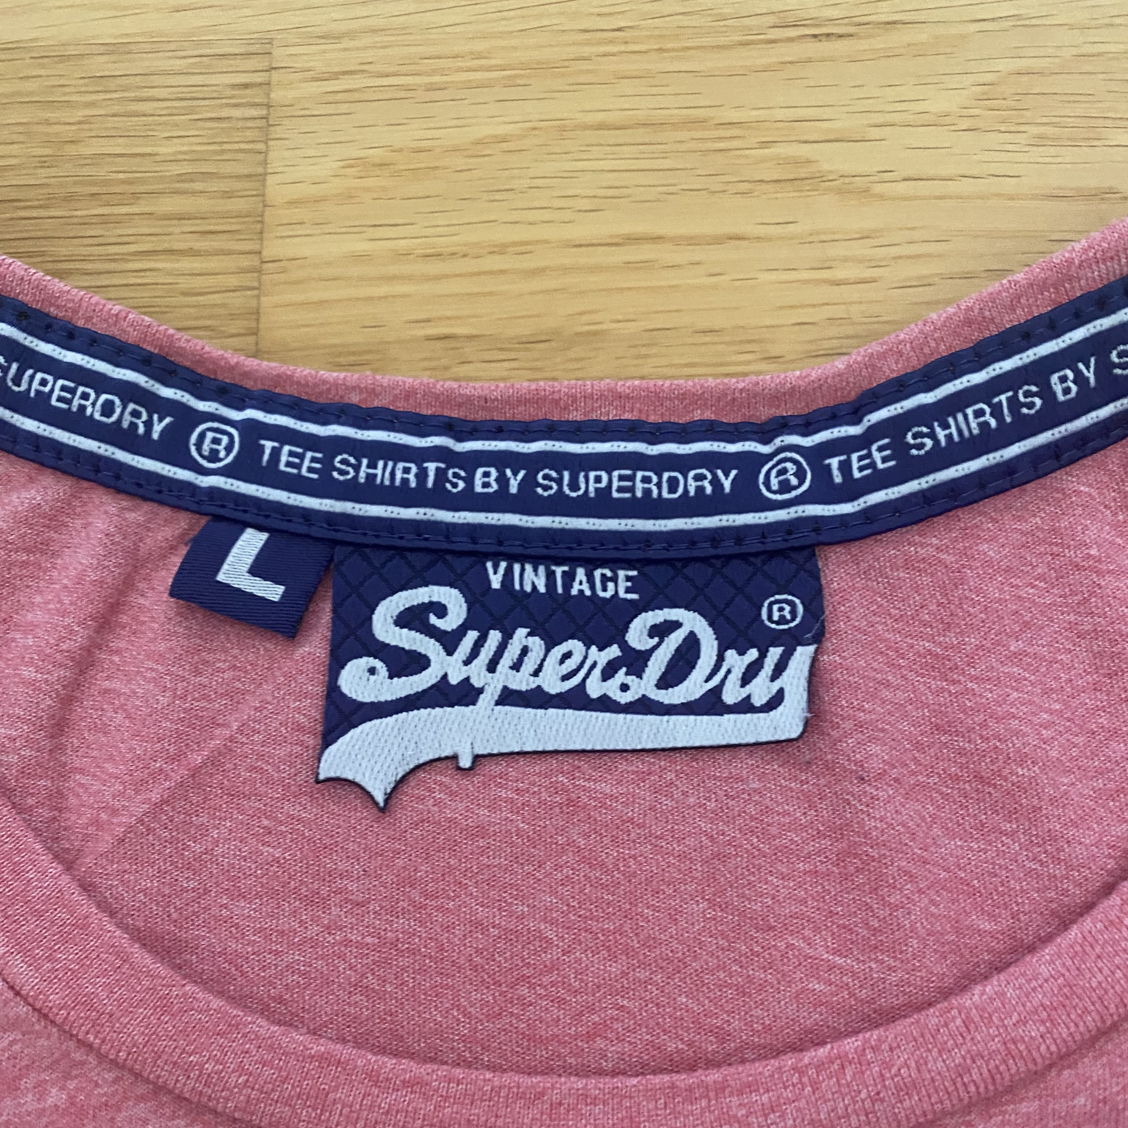 SUPERDRY ® TEE SHIRTS BY SUPERDRY ® TEE SHIRTS BY S
L
VINTAGE
SuperDry ®